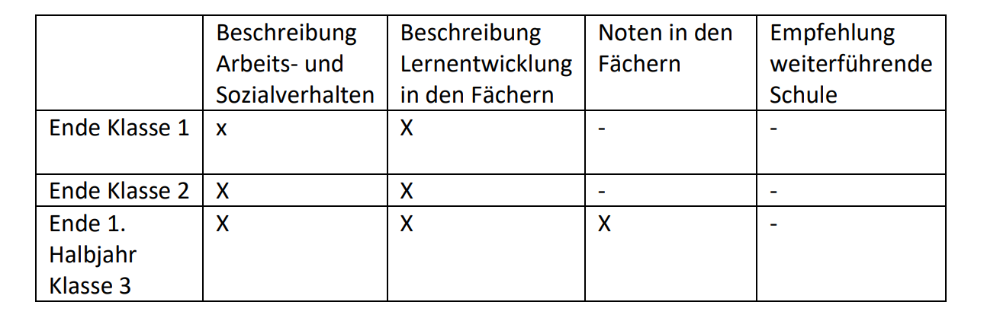 Beschreibung
Arbeits- und
Sozialverhalten
Beschreibung
Lernentwicklung
in den Fächern
Noten in den
Fächern
Empfehlung
weiterführende
Schule
Ende Klasse 1
x
X
-
-
Ende Klasse 2
X
X
-
-
Ende 1.
Halbjahr
Klasse 3
X
X
X
-